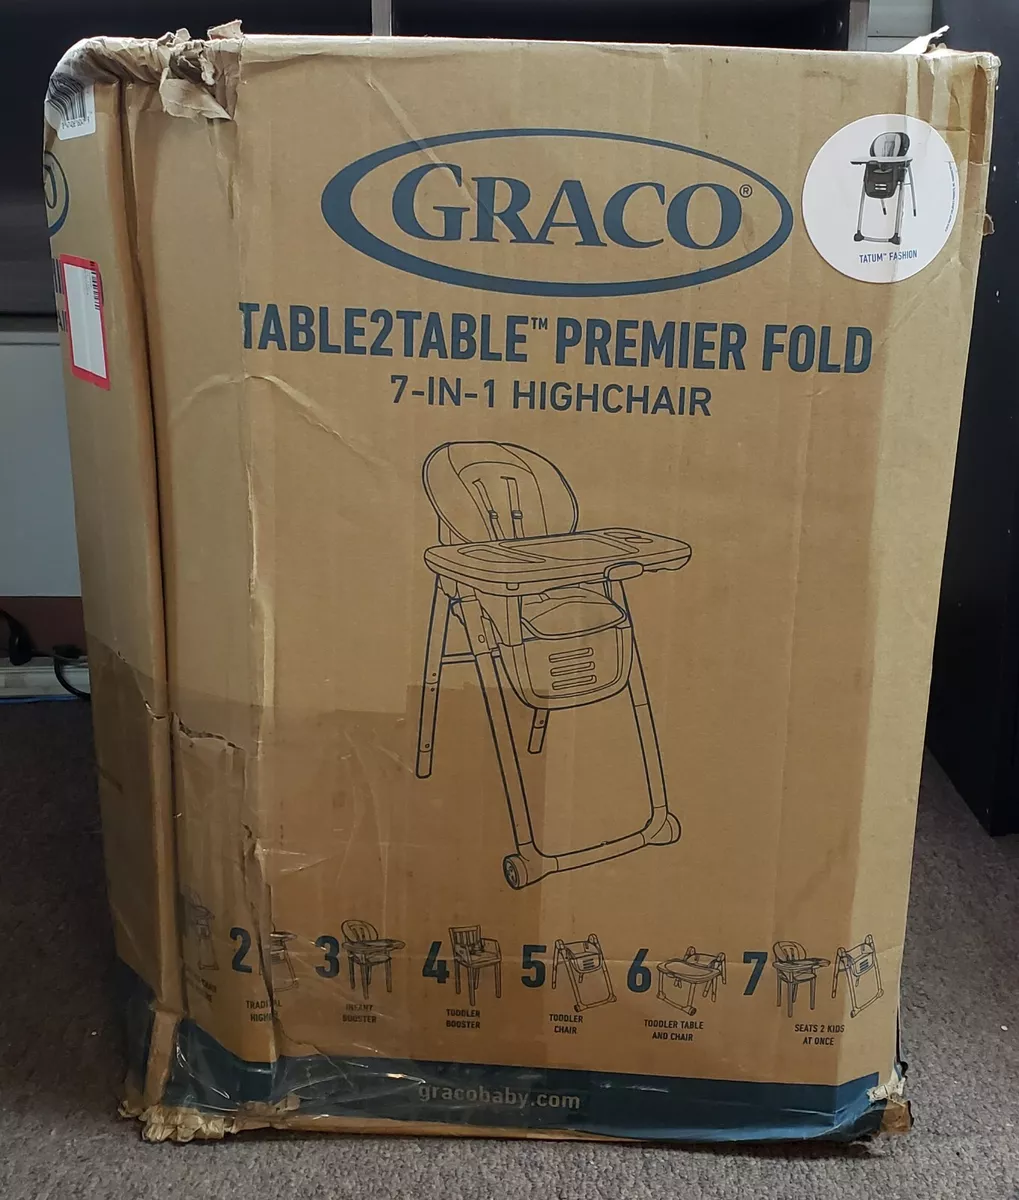 GRACO®
TATUM™ FASHION
TABLE2TABLE™ PREMIER FOLD
7-IN-1 HIGHCHAIR
2
3
INFANT
BOOSTER
4
TODDLER
BOOSTER
5
TODDLER
CHAIR
6
TODDLER TABLE
AND CHAIR
7
SEATS 2 KIDS
AT ONCE
gracobaby.com